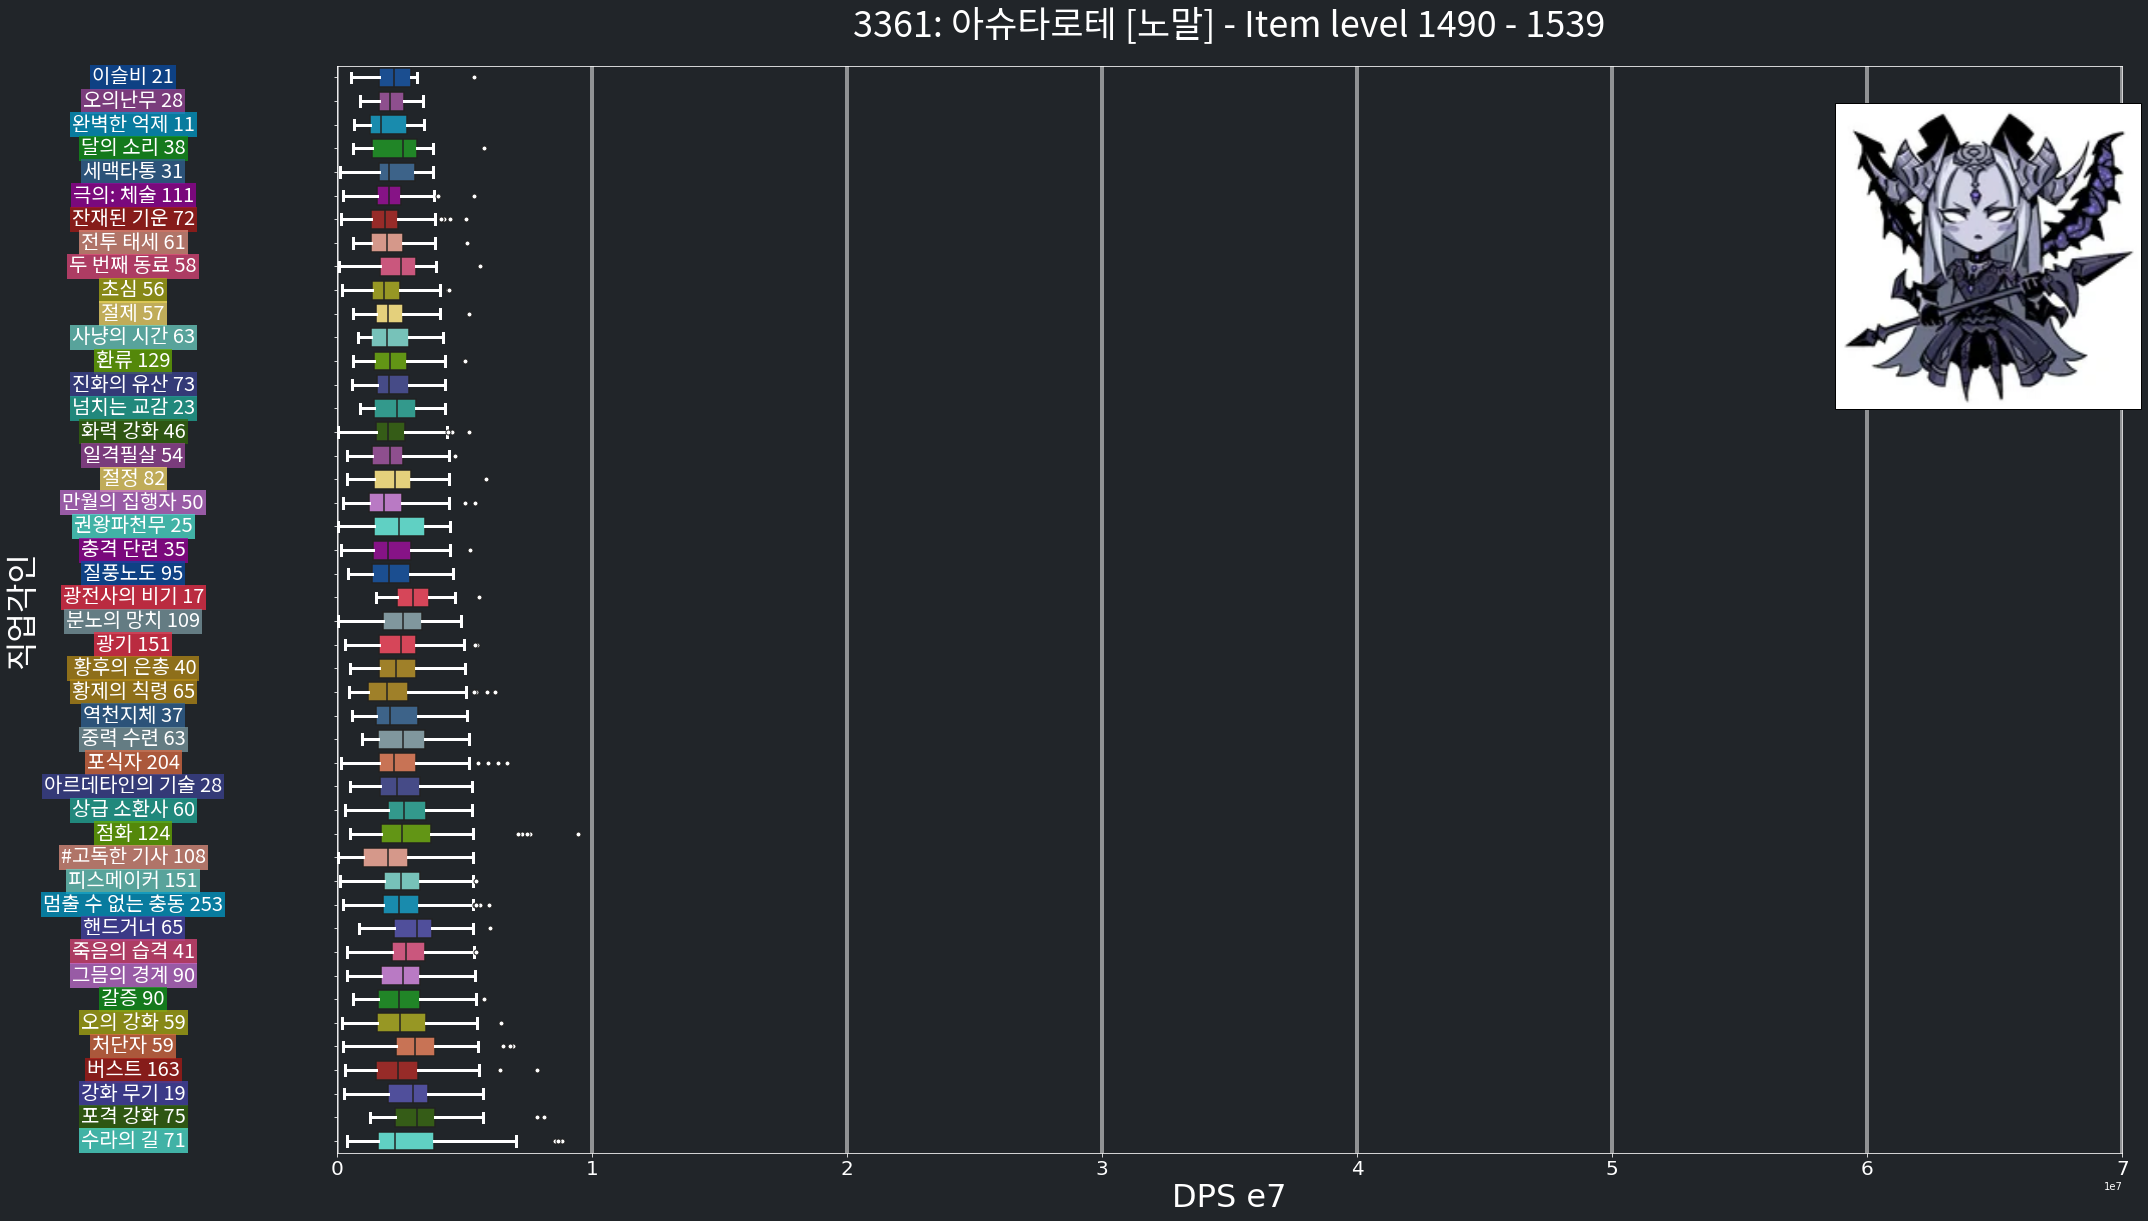 3361: 아슈타로테 [노말] - Item level 1490 - 1539
이슬비 21
오의난무 28
완벽한 억제 11
달의 소리 38
세맥타통 31
극의: 체술 111
잔재된 기운 72
전투 태세 61
두 번째 동료 58
초심 56
절제 57
사냥의 시간 63
환류 129
진화의 유산 73
넘치는 교감 23
화력 강화 46
일격필살 54
절정 82
만월의 집행자 50
권왕파천무 25
충격 단련 35
질풍노도 95
광전사의 비기 17
분노의 망치 109
광기 151
황후의 은총 40
황제의 칙령 65
역천지체 37
중력 수련 63
포식자 204
아르데타인의 기술 28
상급 소환사 60
점화 124
#고독한 기사 108
피스메이커 151
멈출 수 없는 충동 253
핸드거너 65
죽음의 습격 41
그믐의 경계 90
갈증 90
오의 강화 59
처단자 59
버스트 163
강화 무기 19
포격 강화 75
수라의 길 71
직업각인
0 1 2 3 4 5 6 7
1e7
DPS e7